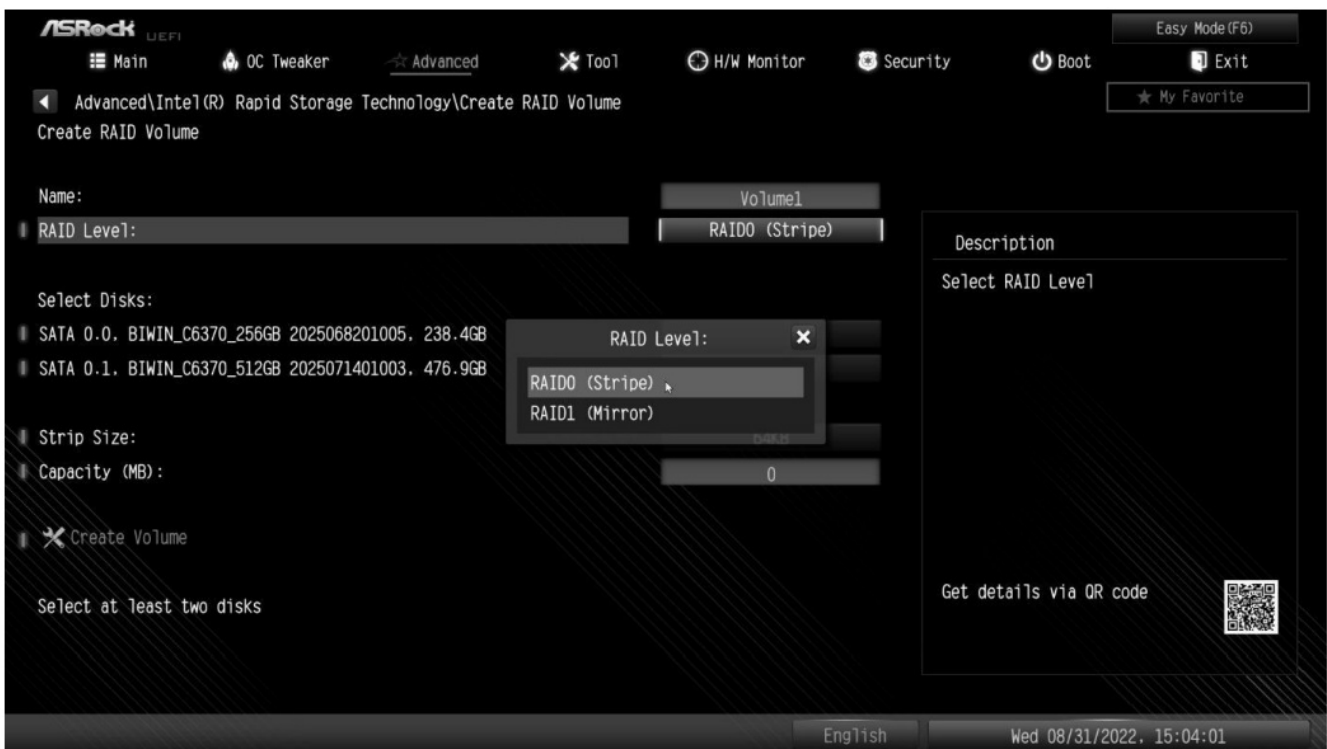 ASRock UEFI
Easy Mode(F6)
Main OC Tweaker Advanced Tool H/W Monitor Security Boot Exit
Advanced\Intel(R) Rapid Storage Technology\Create RAID Volume
My Favorite
Create RAID Volume
Name: Volume1
RAID Level: RAID0 (Stripe)
Description
Select RAID Level
Select Disks:
SATA 0.0, BIWIN_C6370_256GB 2025068201005, 238.4GB
SATA 0.1, BIWIN_C6370_512GB 2025071401003, 476.9GB
RAID Level:
RAID0 (Stripe)
RAID1 (Mirror)
Strip Size: 64KB
Capacity (MB): 0
Create Volume
Select at least two disks
Get details via QR code
English Wed 08/31/2022, 15:04:01